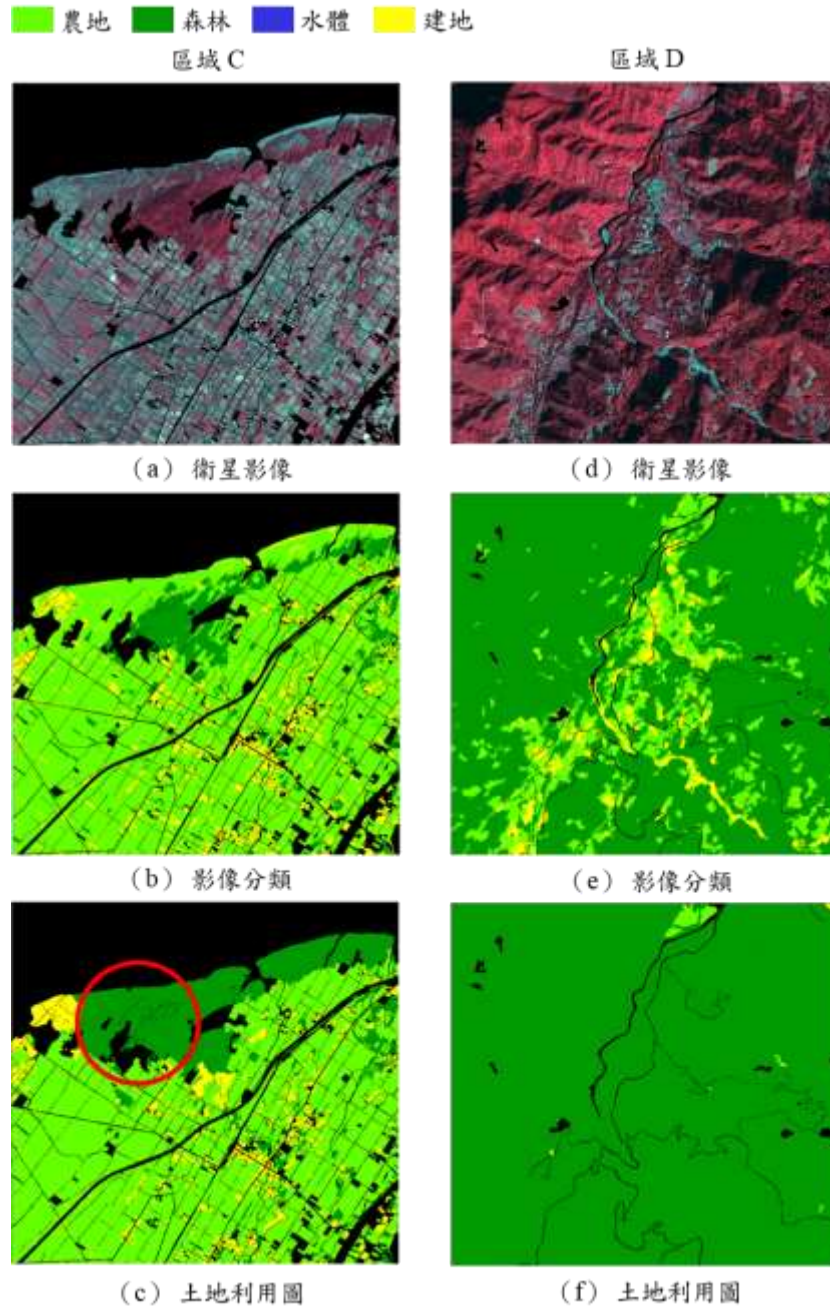 農地 森林 水體 建地
區域 C 區域 D
(a) 衛星影像 (d) 衛星影像
(b) 影像分類 (e) 影像分類
(c) 土地利用圖 (f) 土地利用圖